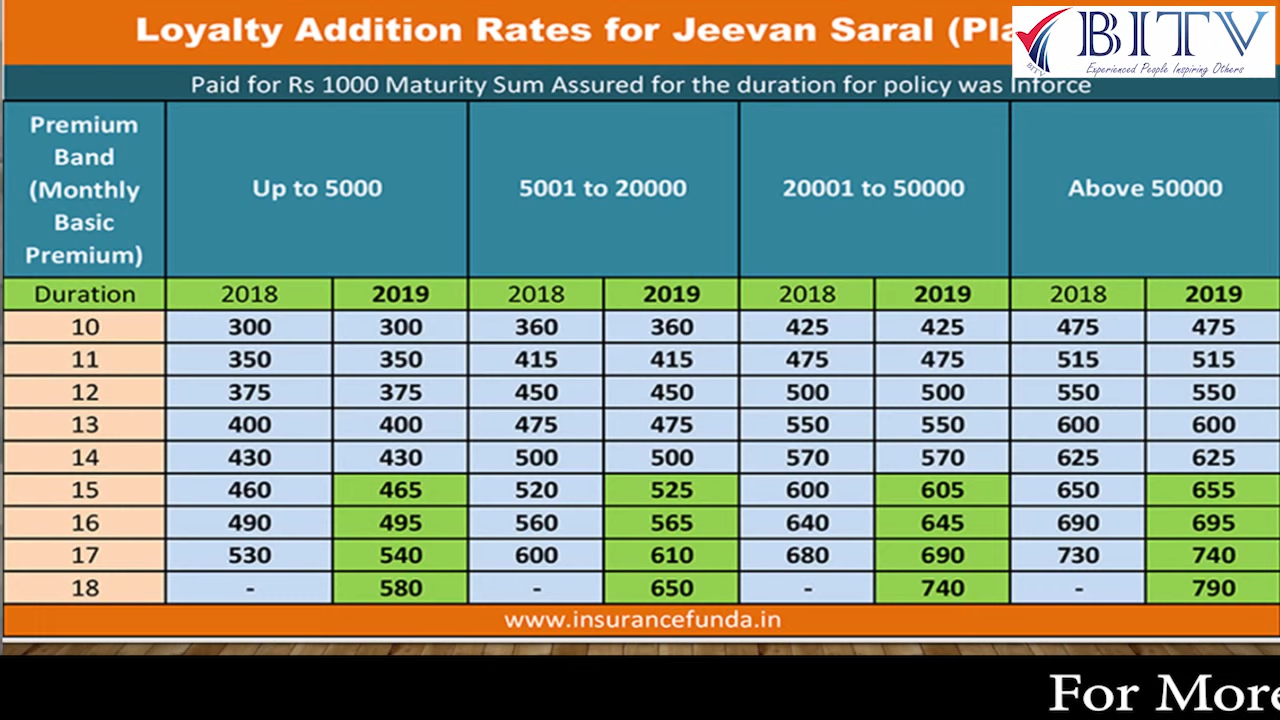 Loyalty Addition Rates for Jeevan Saral (Pla
BITV
Experienced People Inspiring Others
BITV
Paid for Rs 1000 Maturity Sum Assured for the duration for policy was Inforce
Premium Band (Monthly Basic Premium) Up to 5000 5001 to 20000 20001 to 50000 Above 50000
Duration 2018 2019 2018 2019 2018 2019 2018 2019
10 300 300 360 360 425 425 475 475
11 350 350 415 415 475 475 515 515
12 375 375 450 450 500 500 550 550
13 400 400 475 475 550 550 600 600
14 430 430 500 500 570 570 625 625
15 460 465 520 525 600 605 650 655
16 490 495 560 565 640 645 690 695
17 530 540 600 610 680 690 730 740
18 - 580 - 650 - 740 - 790
www.insurancefunda.in
For More